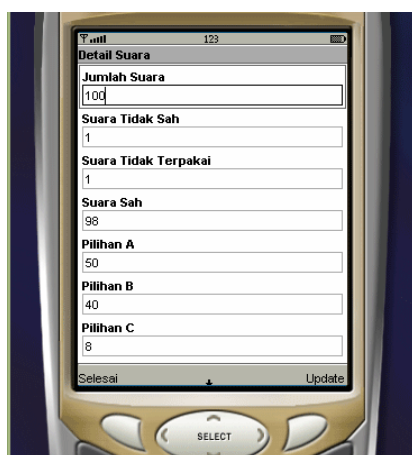 123
Detail Suara
Jumlah Suara
100
Suara Tidak Sah
1
Suara Tidak Terpakai
1
Suara Sah
98
Pilihan A
50
Pilihan B
40
Pilihan C
8
Selesai
Update
SELECT